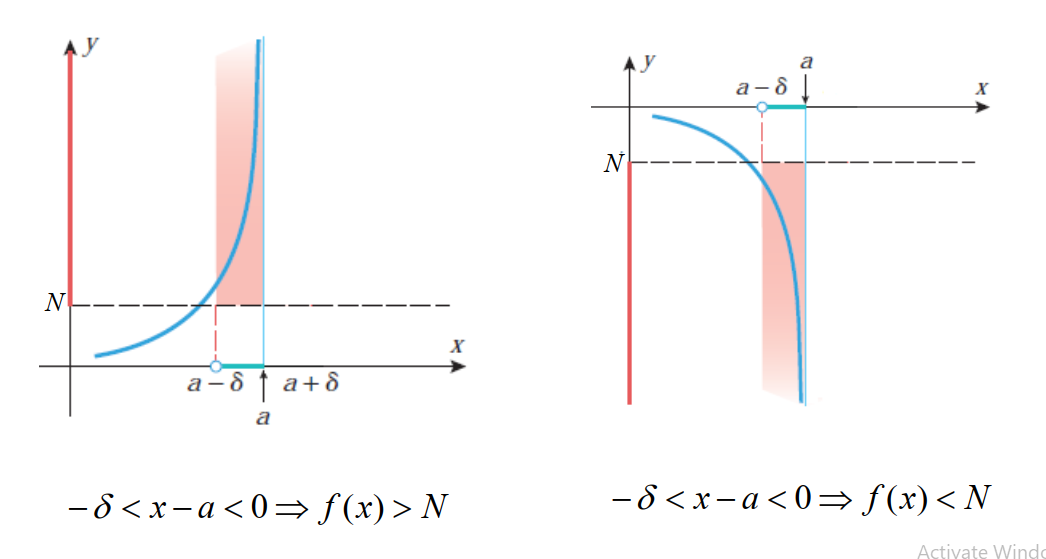 y
N
x
a − δ
a + δ
a
−δ < x − a < 0 ⇒ f(x) > N
y
a
a − δ
x
N
−δ < x − a < 0 ⇒ f(x) < N
Activate Windo